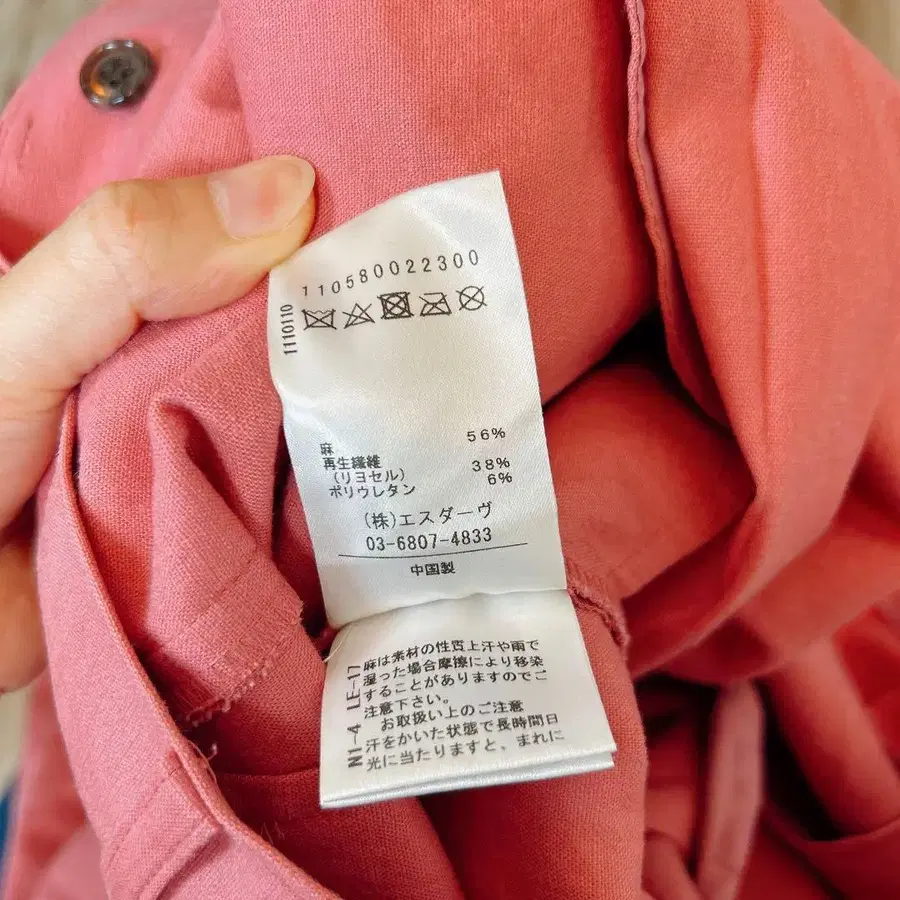 110580022300
1110110
麻 56%
再生繊維
(リヨセル) 38%
ポリウレタン 6%
(株)エスダーヴ
03-6807-4833
中国製
N1-4 LE-17
麻は素材の性質上汗や雨で
湿った場合摩擦により移染
することがありますのでご
注意下さい。
お取扱い上のご注意
汗をかいた状態で長時間日
光に当たりますと、まれに